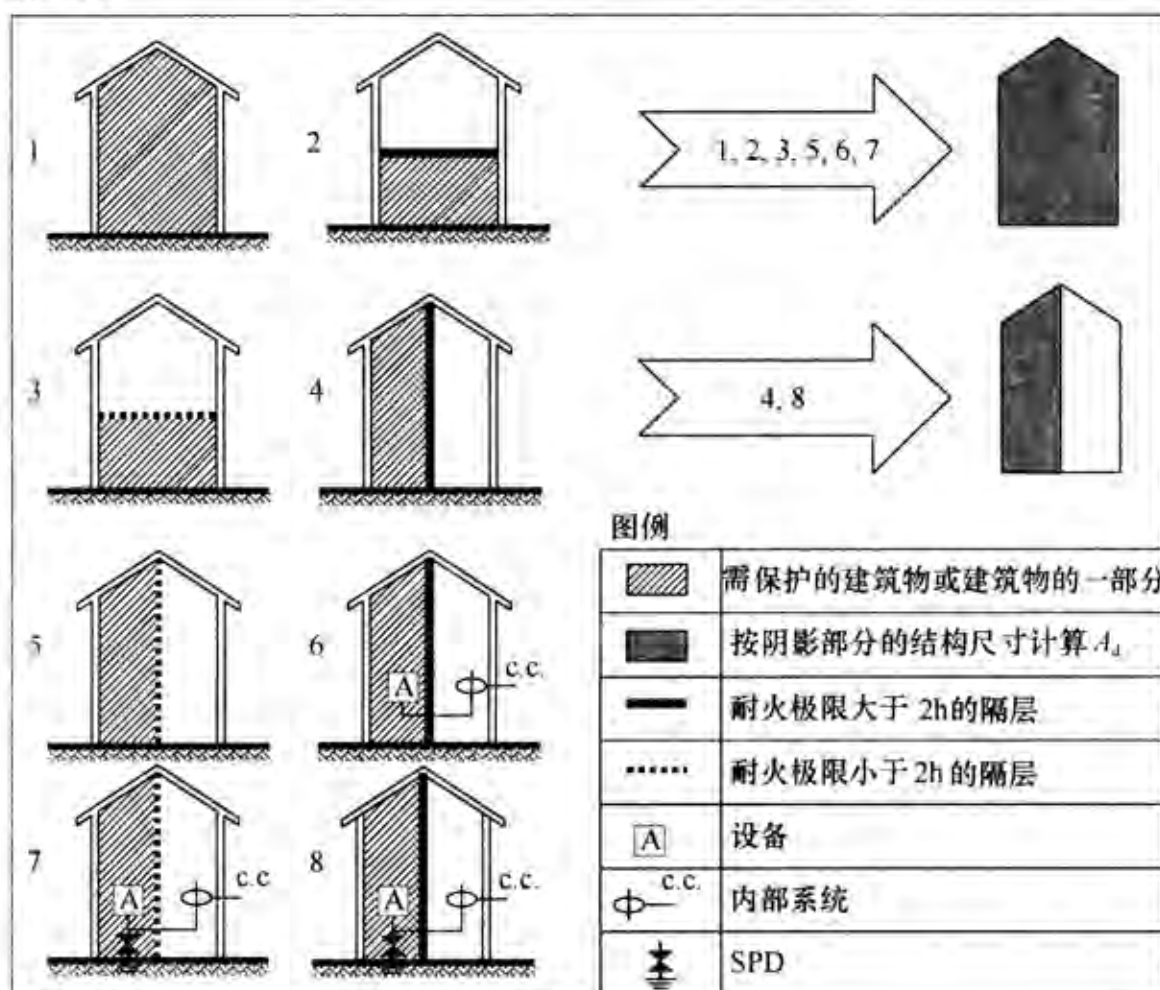 1
2
1, 2, 3, 5, 6, 7
3
4
4, 8
图例
需保护的建筑物或建筑物的一部分
按阴影部分的结构尺寸计算 Ad
耐火极限大于 2h的隔层
5
6
A
c.c.
耐火极限小于 2h的隔层
A
设备
7
A
c.c
8
A
c.c.
c.c.
内部系统
SPD